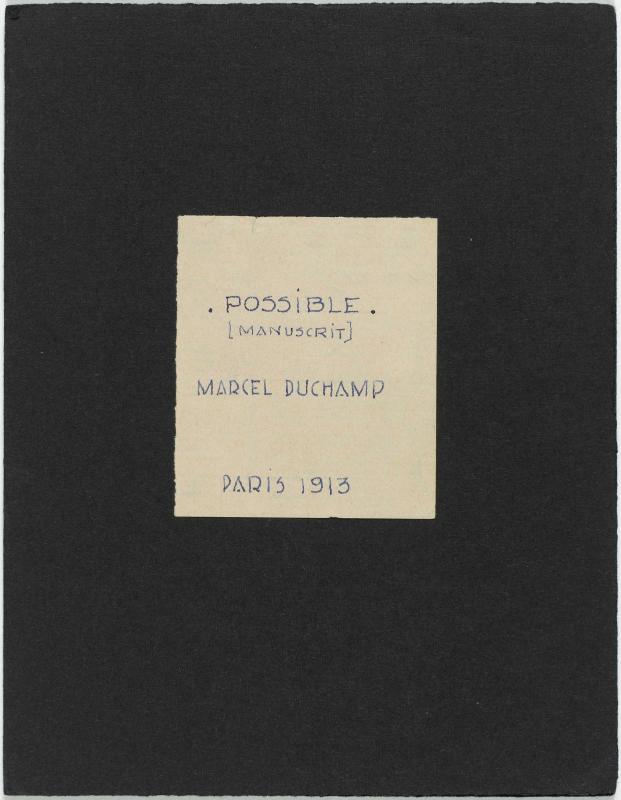 . POSSiBLE .
[MANUSCRiT]
MARCEL DUCHAMP
PARiS 1913